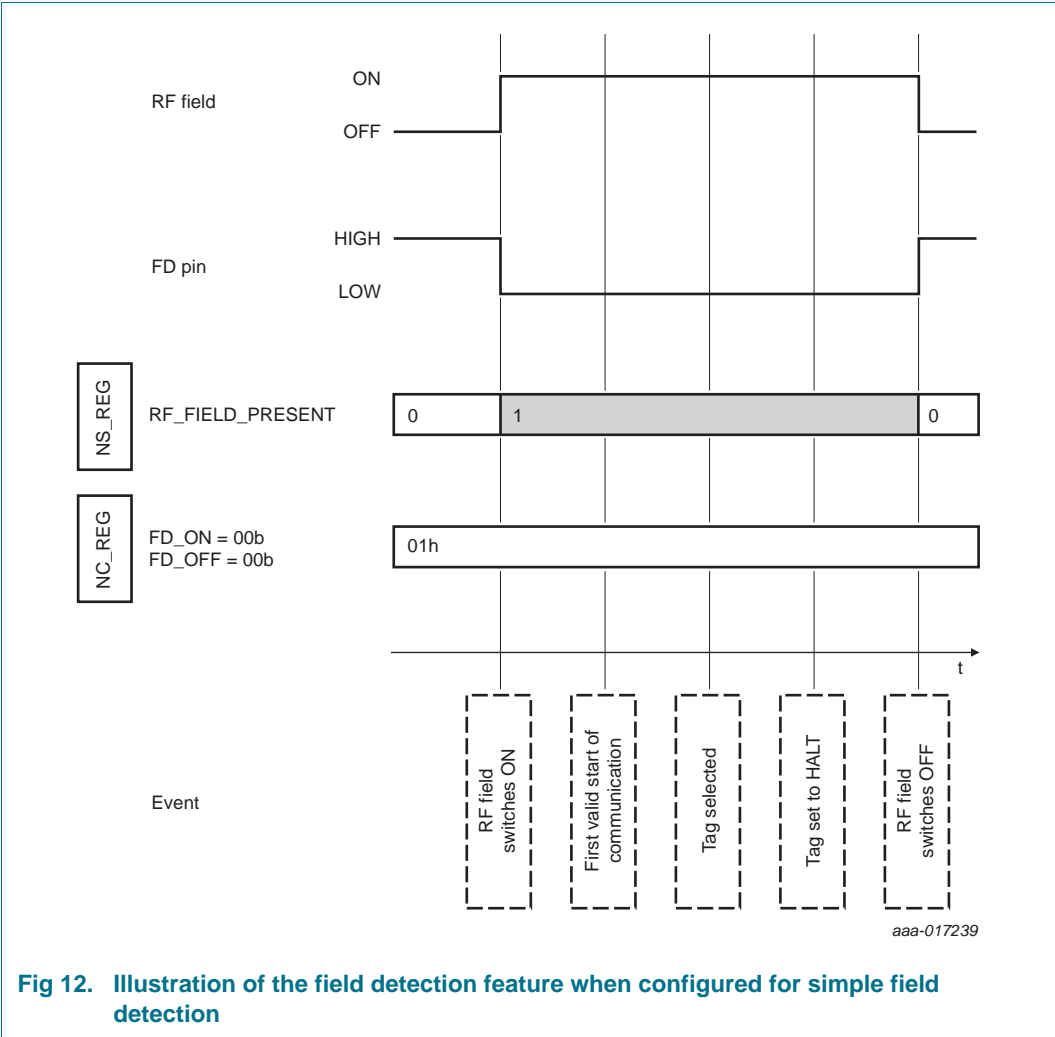 RF field
ON
OFF
FD pin
HIGH
LOW
NS_REG
RF_FIELD_PRESENT
0
1
0
NC_REG
FD_ON = 00b
FD_OFF = 00b
01h
t
Event
RF field
switches ON
First valid start of
communication
Tag selected
Tag set to HALT
RF field
switches OFF
aaa-017239
Fig 12. Illustration of the field detection feature when configured for simple field
detection